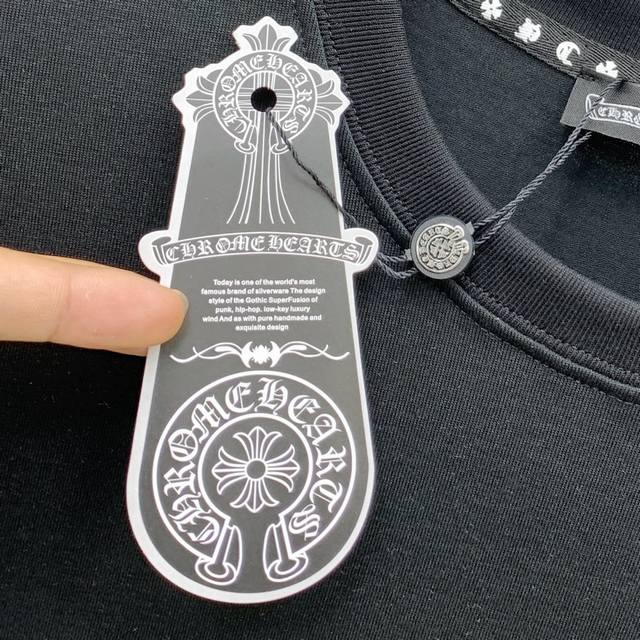 CHROMEHEARTS
CHROMEHEARTS
Today is one of the world's most
famous brand of silverware The design
style of the Gothic SuperFusion of
punk, hip-hop. low-key luxury
wind And as with pure handmade and
exquisite design
CHROMEHEARTS
H C
CHRO